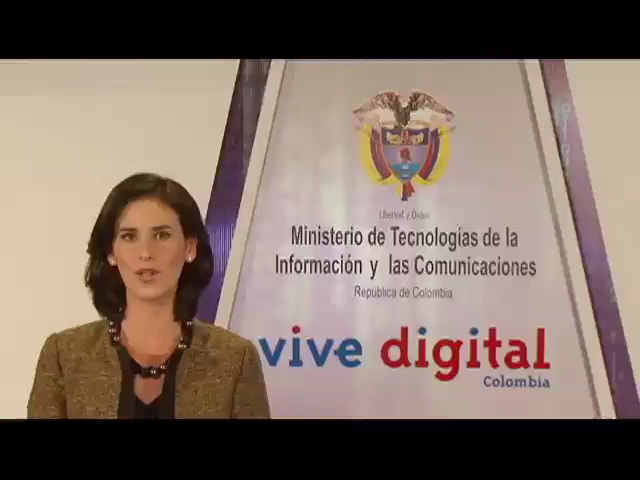 Libertad y Orden
Ministerio de Tecnologías de la
Información y las Comunicaciones
República de Colombia
vive digital
Colombia